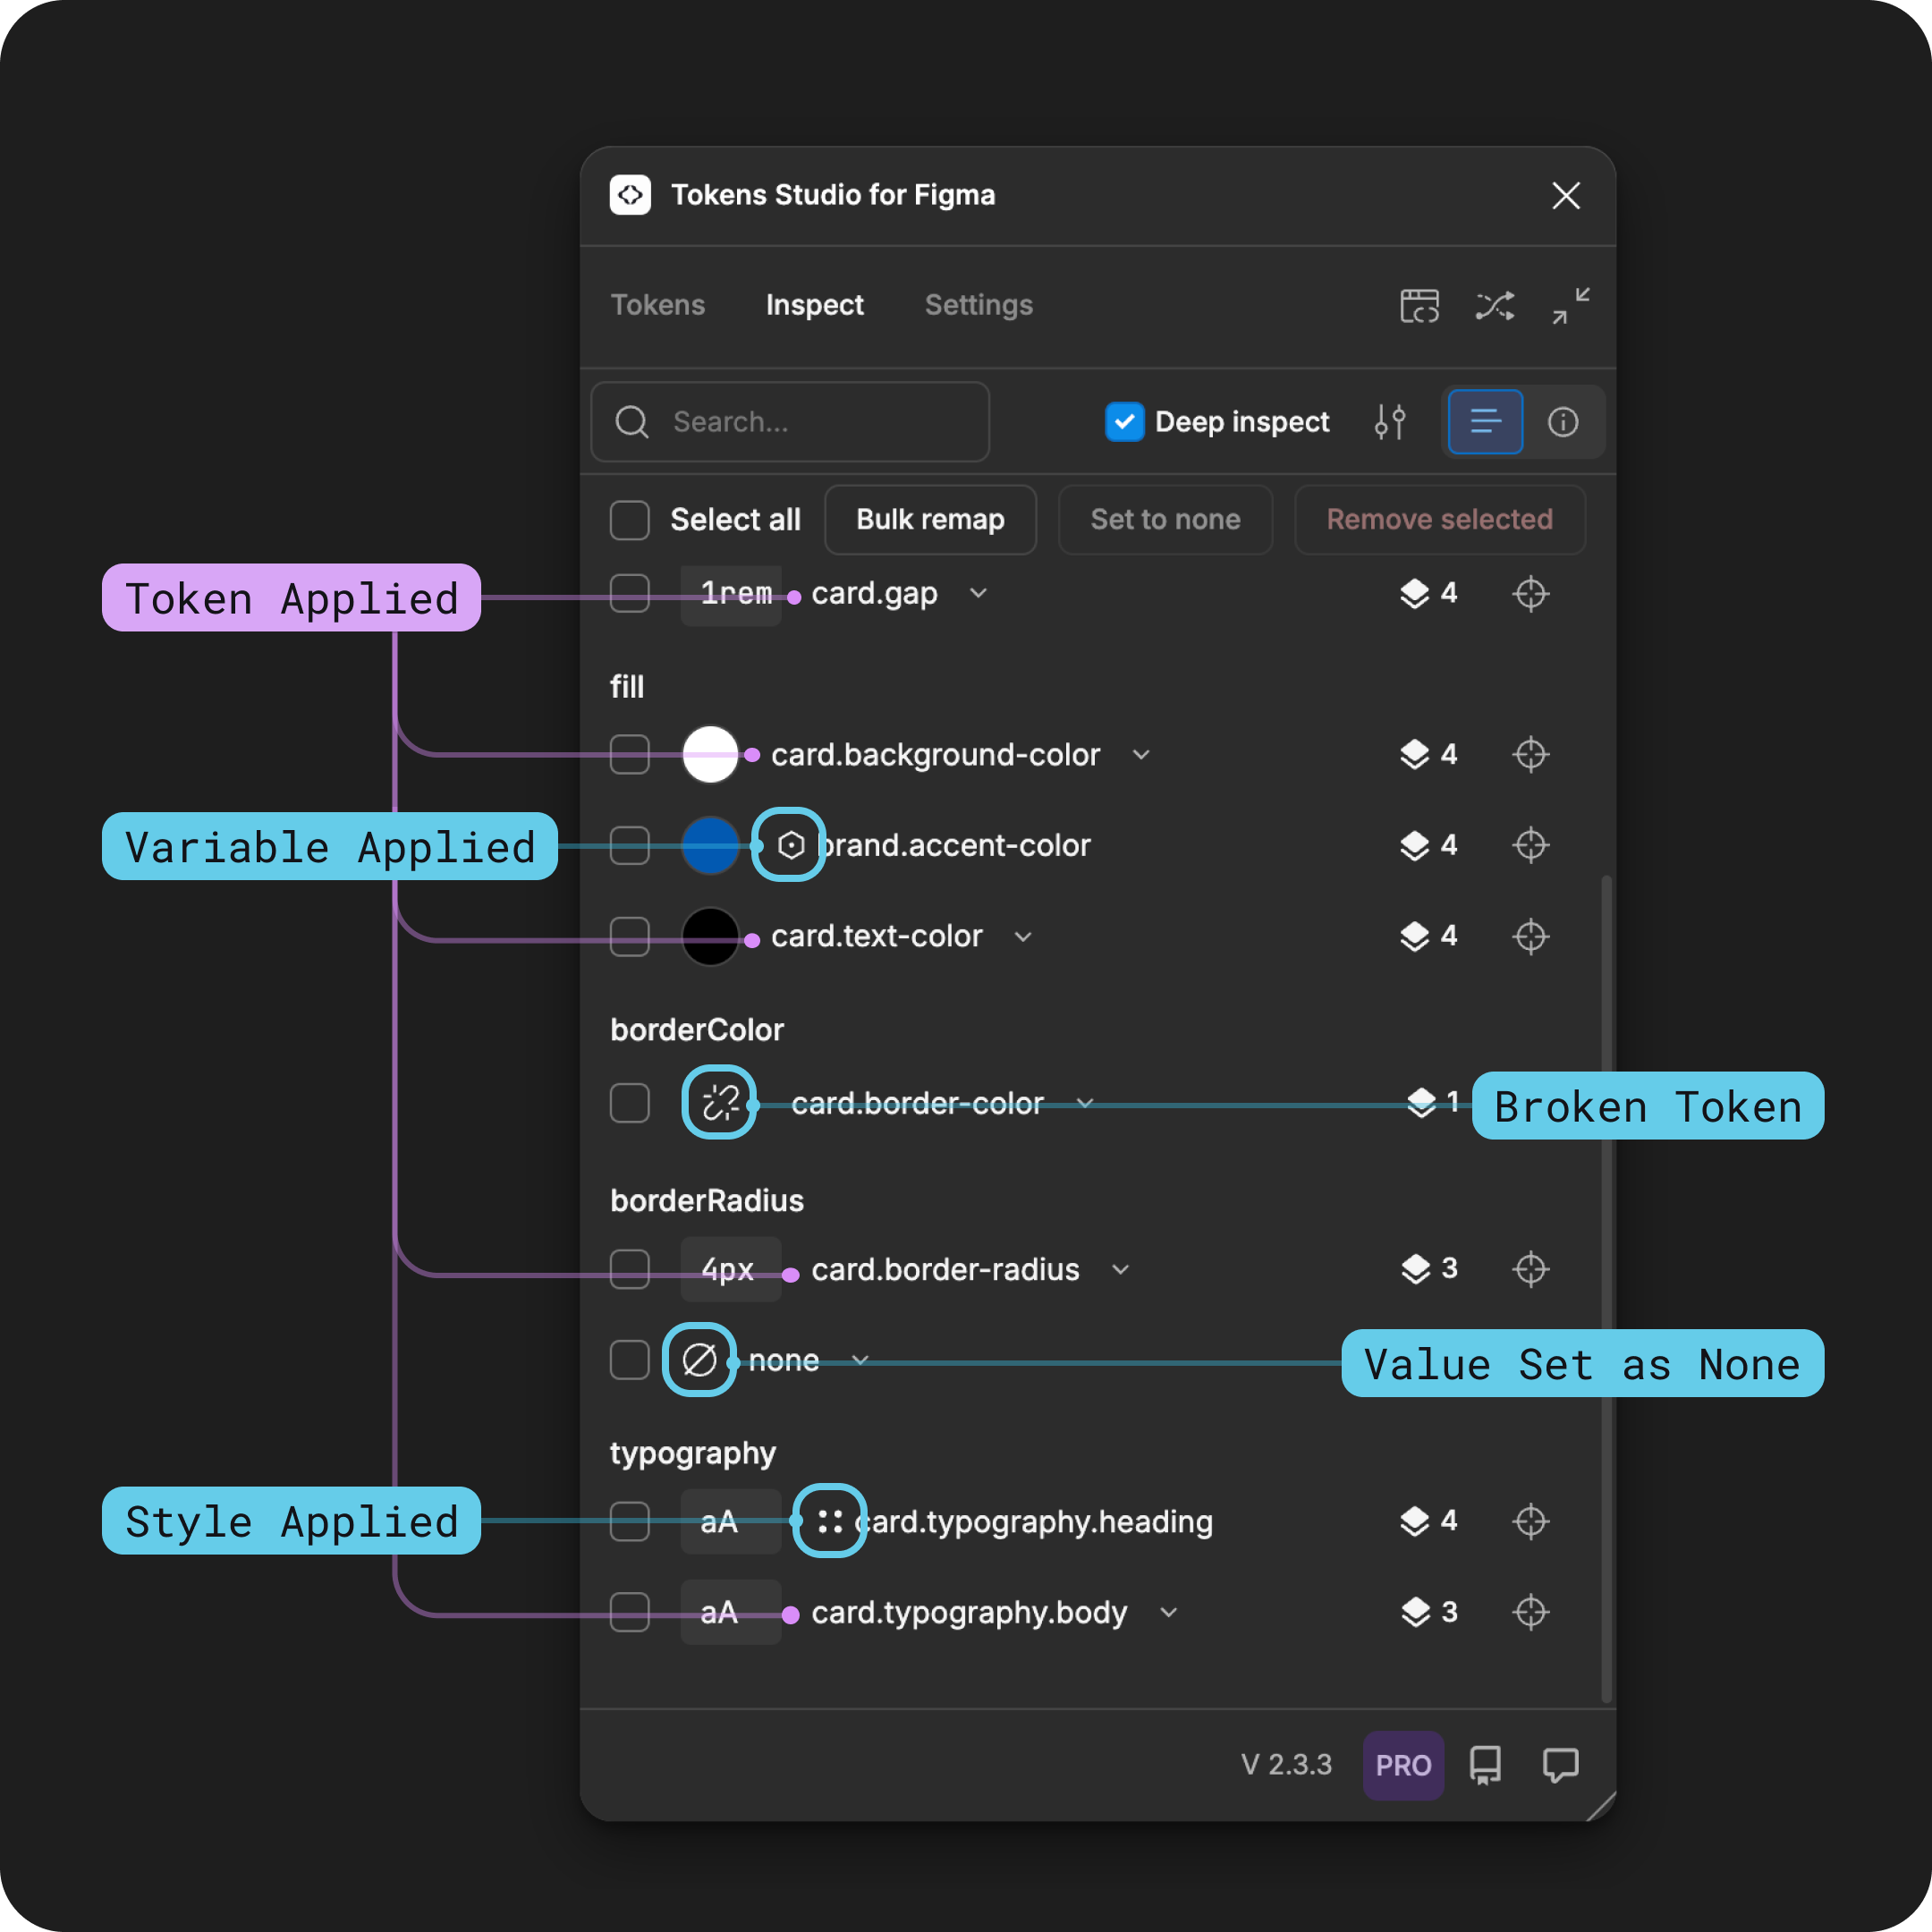 Tokens Studio for Figma
Tokens Inspect Settings
Search... Deep inspect
Select all Bulk remap Set to none Remove selected
Token Applied 1rem card.gap 4
fill
card.background-color 4
Variable Applied brand.accent-color 4
card.text-color 4
borderColor
card.border-color 1 Broken Token
borderRadius
4px card.border-radius 3
none Value Set as None
typography
Style Applied aA card.typography.heading 4
aA card.typography.body 3
V 2.3.3 PRO